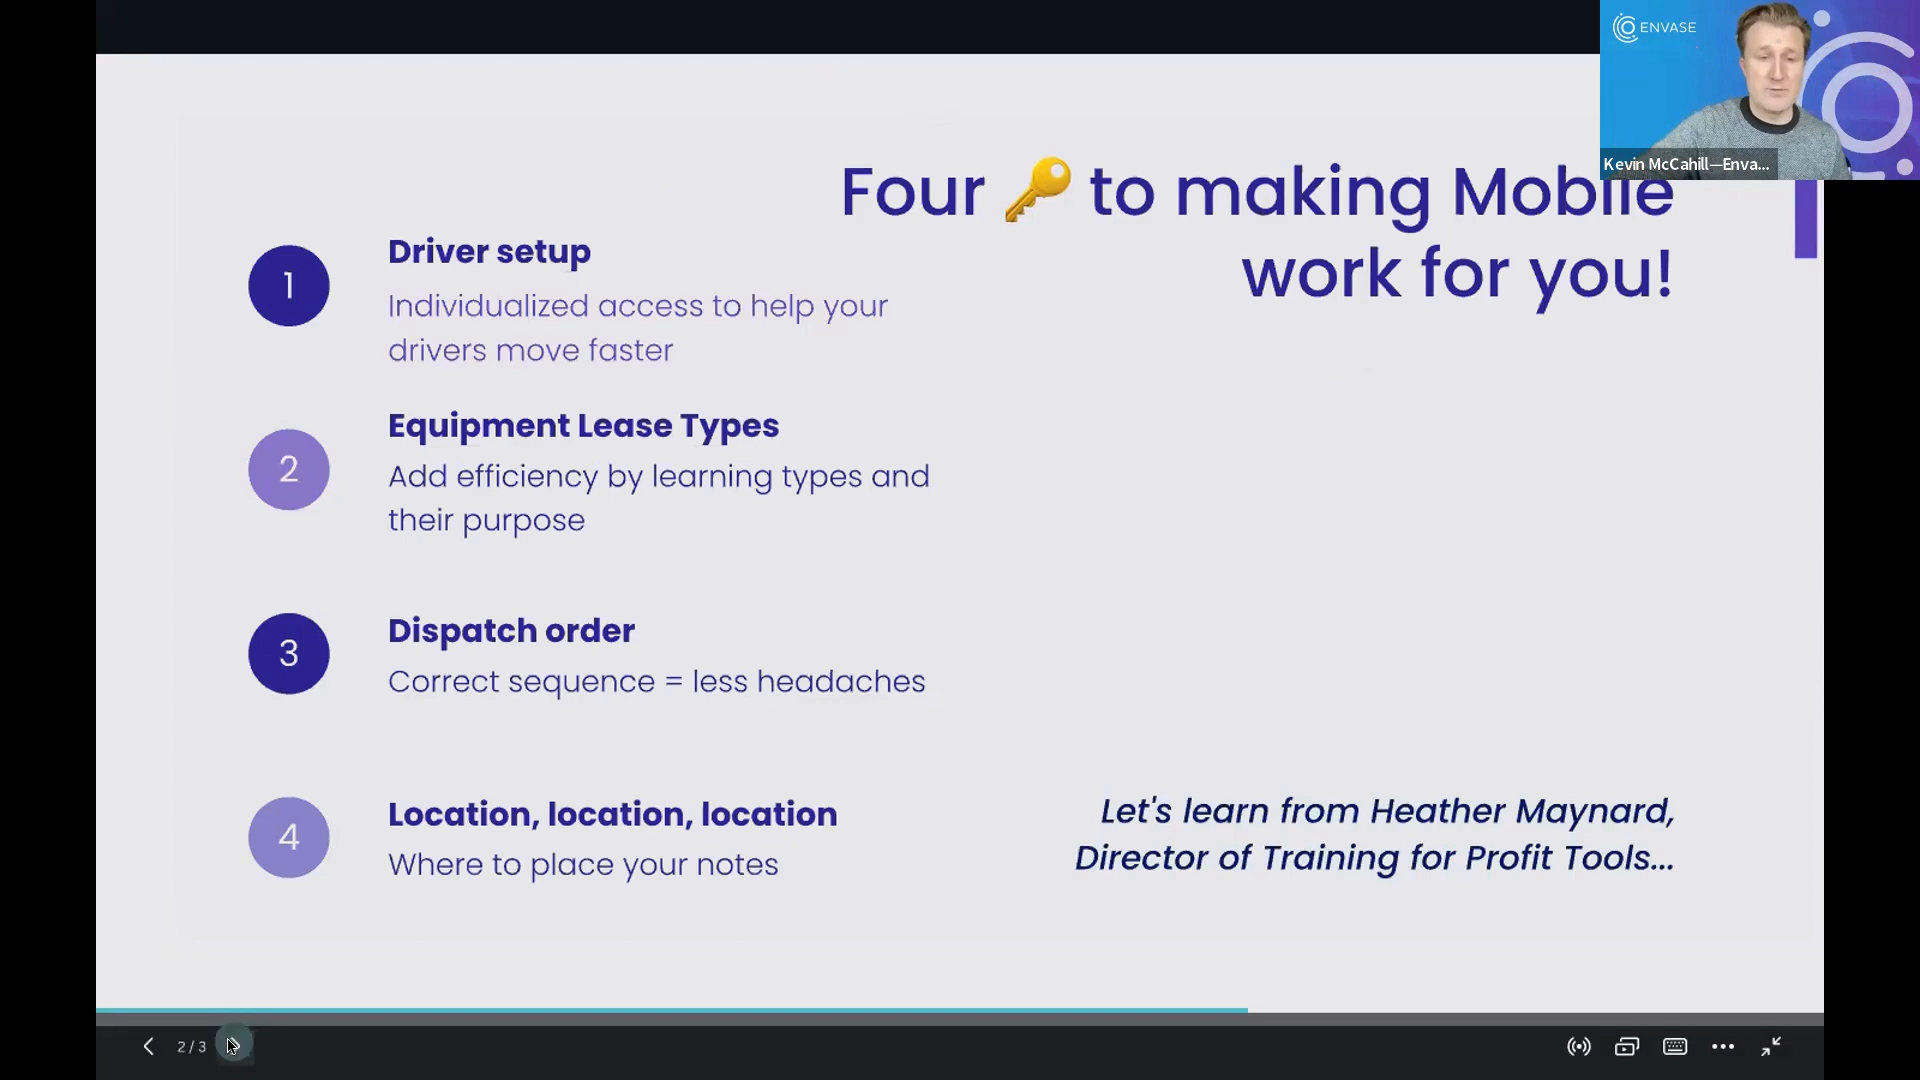 ENVASE
Kevin McCahill—Enva...
Four 🔑 to making Mobile
work for you!
1
Driver setup
Individualized access to help your
drivers move faster
2
Equipment Lease Types
Add efficiency by learning types and
their purpose
3
Dispatch order
Correct sequence = less headaches
4
Location, location, location
Where to place your notes
Let's learn from Heather Maynard,
Director of Training for Profit Tools...
2 / 3